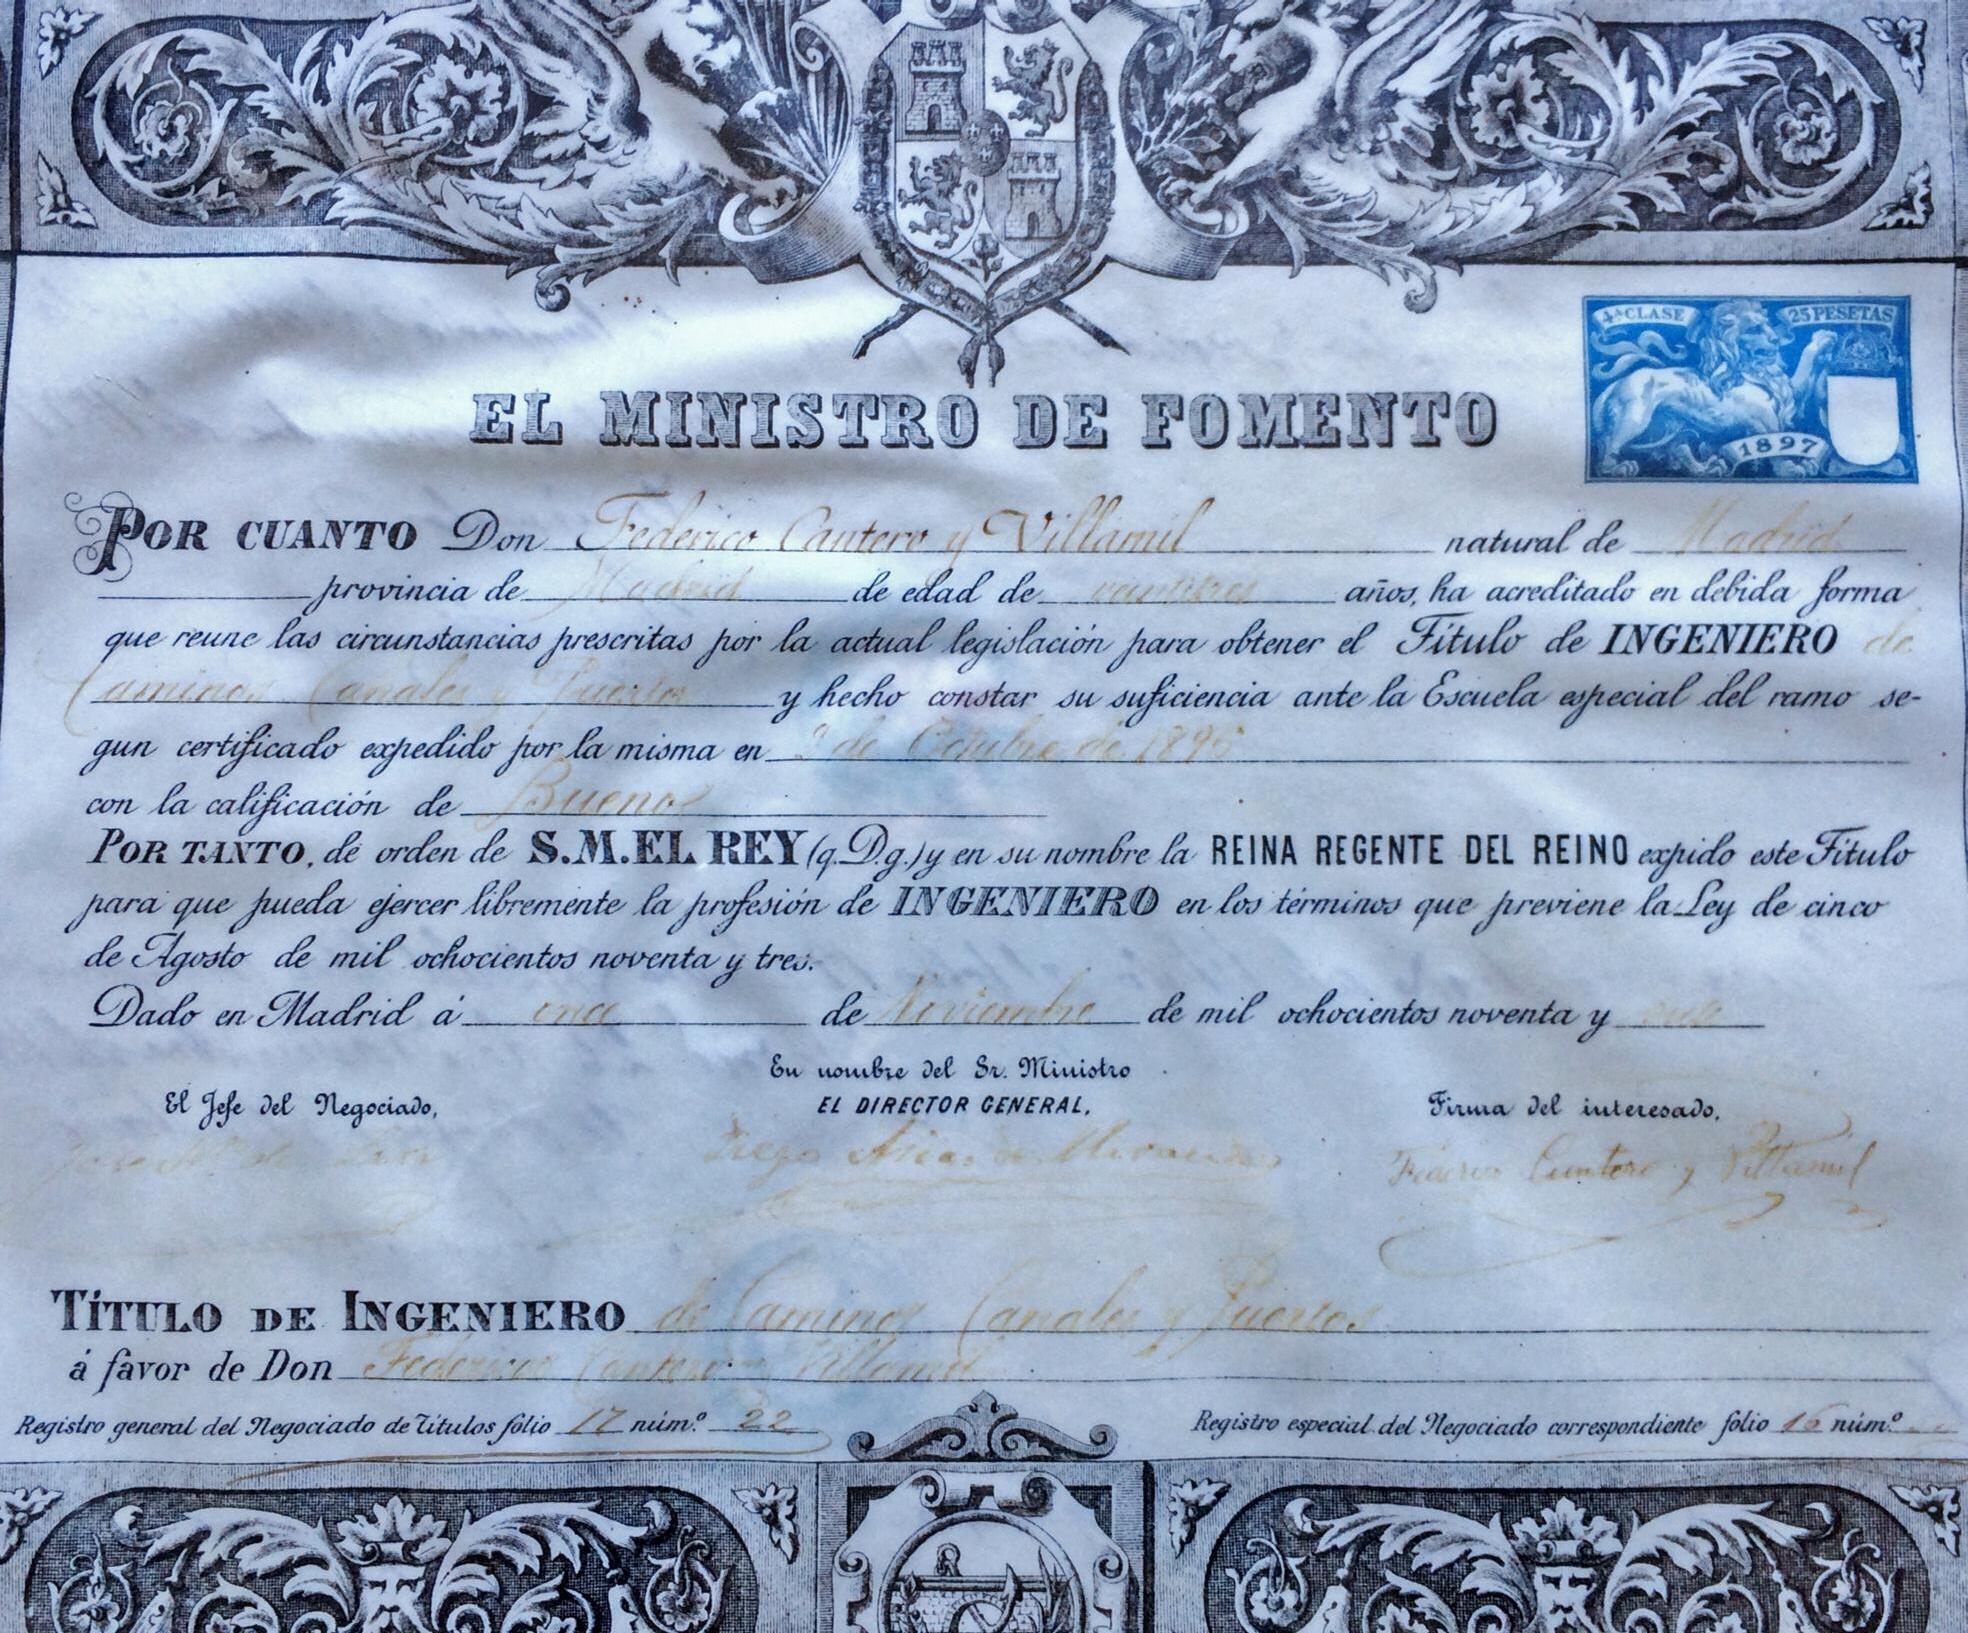 4ª CLASE 25 PESETAS
1897
EL MINISTRO DE FOMENTO
POR CUANTO Don Federico Cantero y Villamil natural de Madrid
provincia de Madrid de edad de veintitres años, ha acreditado en debida forma
que reune las circunstancias prescritas por la actual legislación para obtener el Título de INGENIERO de
Caminos Canales y Puertos y hecho constar su suficiencia ante la Escuela especial del ramo se-
gun certificado expedido por la misma en 2 de Octubre de 1896
con la calificación de Bueno
POR TANTO, de orden de S.M. EL REY (q.D.g.) y en su nombre la REINA REGENTE DEL REINO expido este Título
para que pueda ejercer libremente la profesión de INGENIERO en los términos que previene la Ley de cinco
de Agosto de mil ochocientos noventa y tres.
Dado en Madrid á once de Noviembre de mil ochocientos noventa y
En nombre del Sr. Ministro
El Jefe del Negociado, EL DIRECTOR GENERAL, Firma del interesado,
Diego Arias de Miranda Federico Cantero y Villamil
TÍTULO DE INGENIERO de Caminos Canales y Puertos
á favor de Don Federico Cantero y Villamil
Registro general del Negociado de Títulos folio 17 núm.º 22 Registro especial del Negociado correspondiente folio 16 núm.º